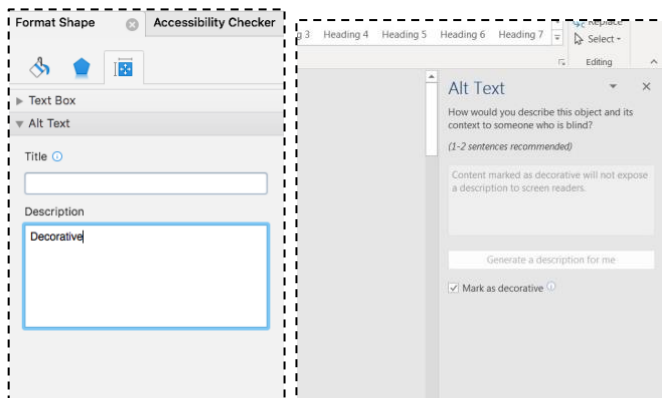 Format Shape
Accessibility Checker
Text Box
Alt Text
Title
Description
Decorative
g 3 Heading 4 Heading 5 Heading 6 Heading 7
Replace
Select
Editing
Alt Text
How would you describe this object and its
context to someone who is blind?
(1-2 sentences recommended)
Content marked as decorative will not expose
a description to screen readers.
Generate a description for me
Mark as decorative